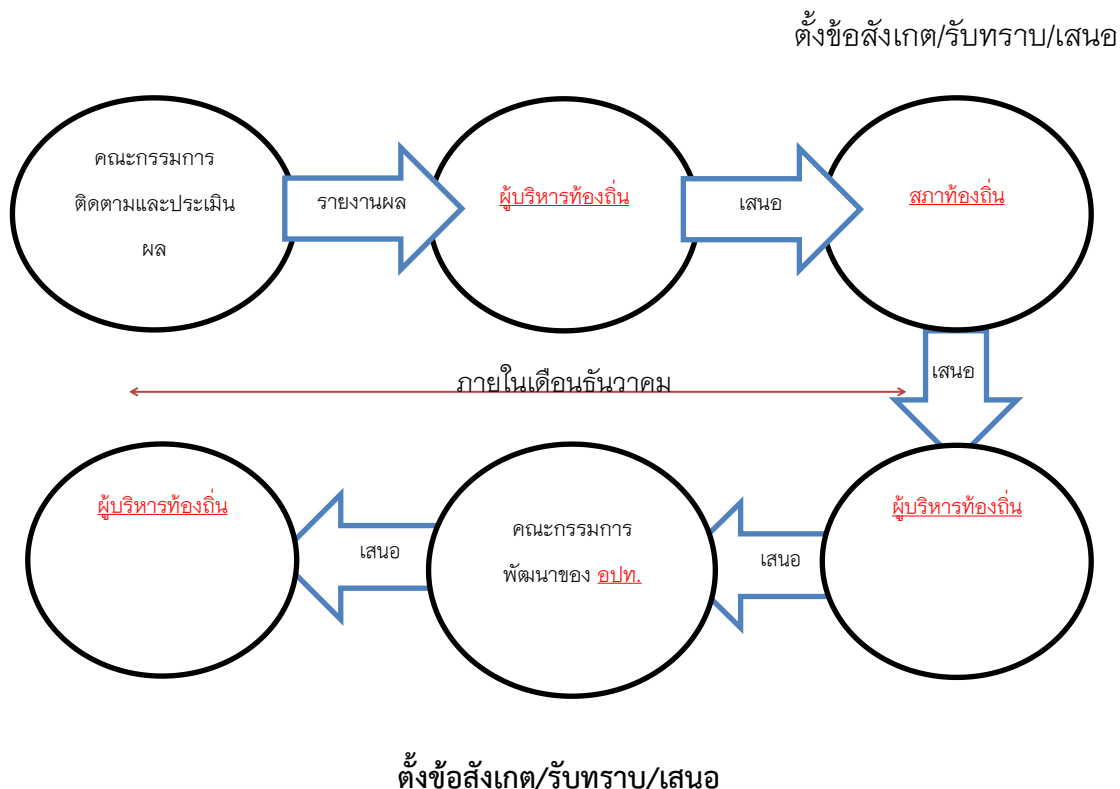 ตั้งข้อสังเกต/รับทราบ/เสนอ
คณะกรรมการ
ติดตามและประเมิน
ผล
รายงานผล
ผู้บริหารท้องถิ่น
เสนอ
สภาท้องถิ่น
เสนอ
ภายในเดือนธันวาคม
ผู้บริหารท้องถิ่น
เสนอ
คณะกรรมการ
พัฒนาของ อปท.
เสนอ
ผู้บริหารท้องถิ่น
ตั้งข้อสังเกต/รับทราบ/เสนอ